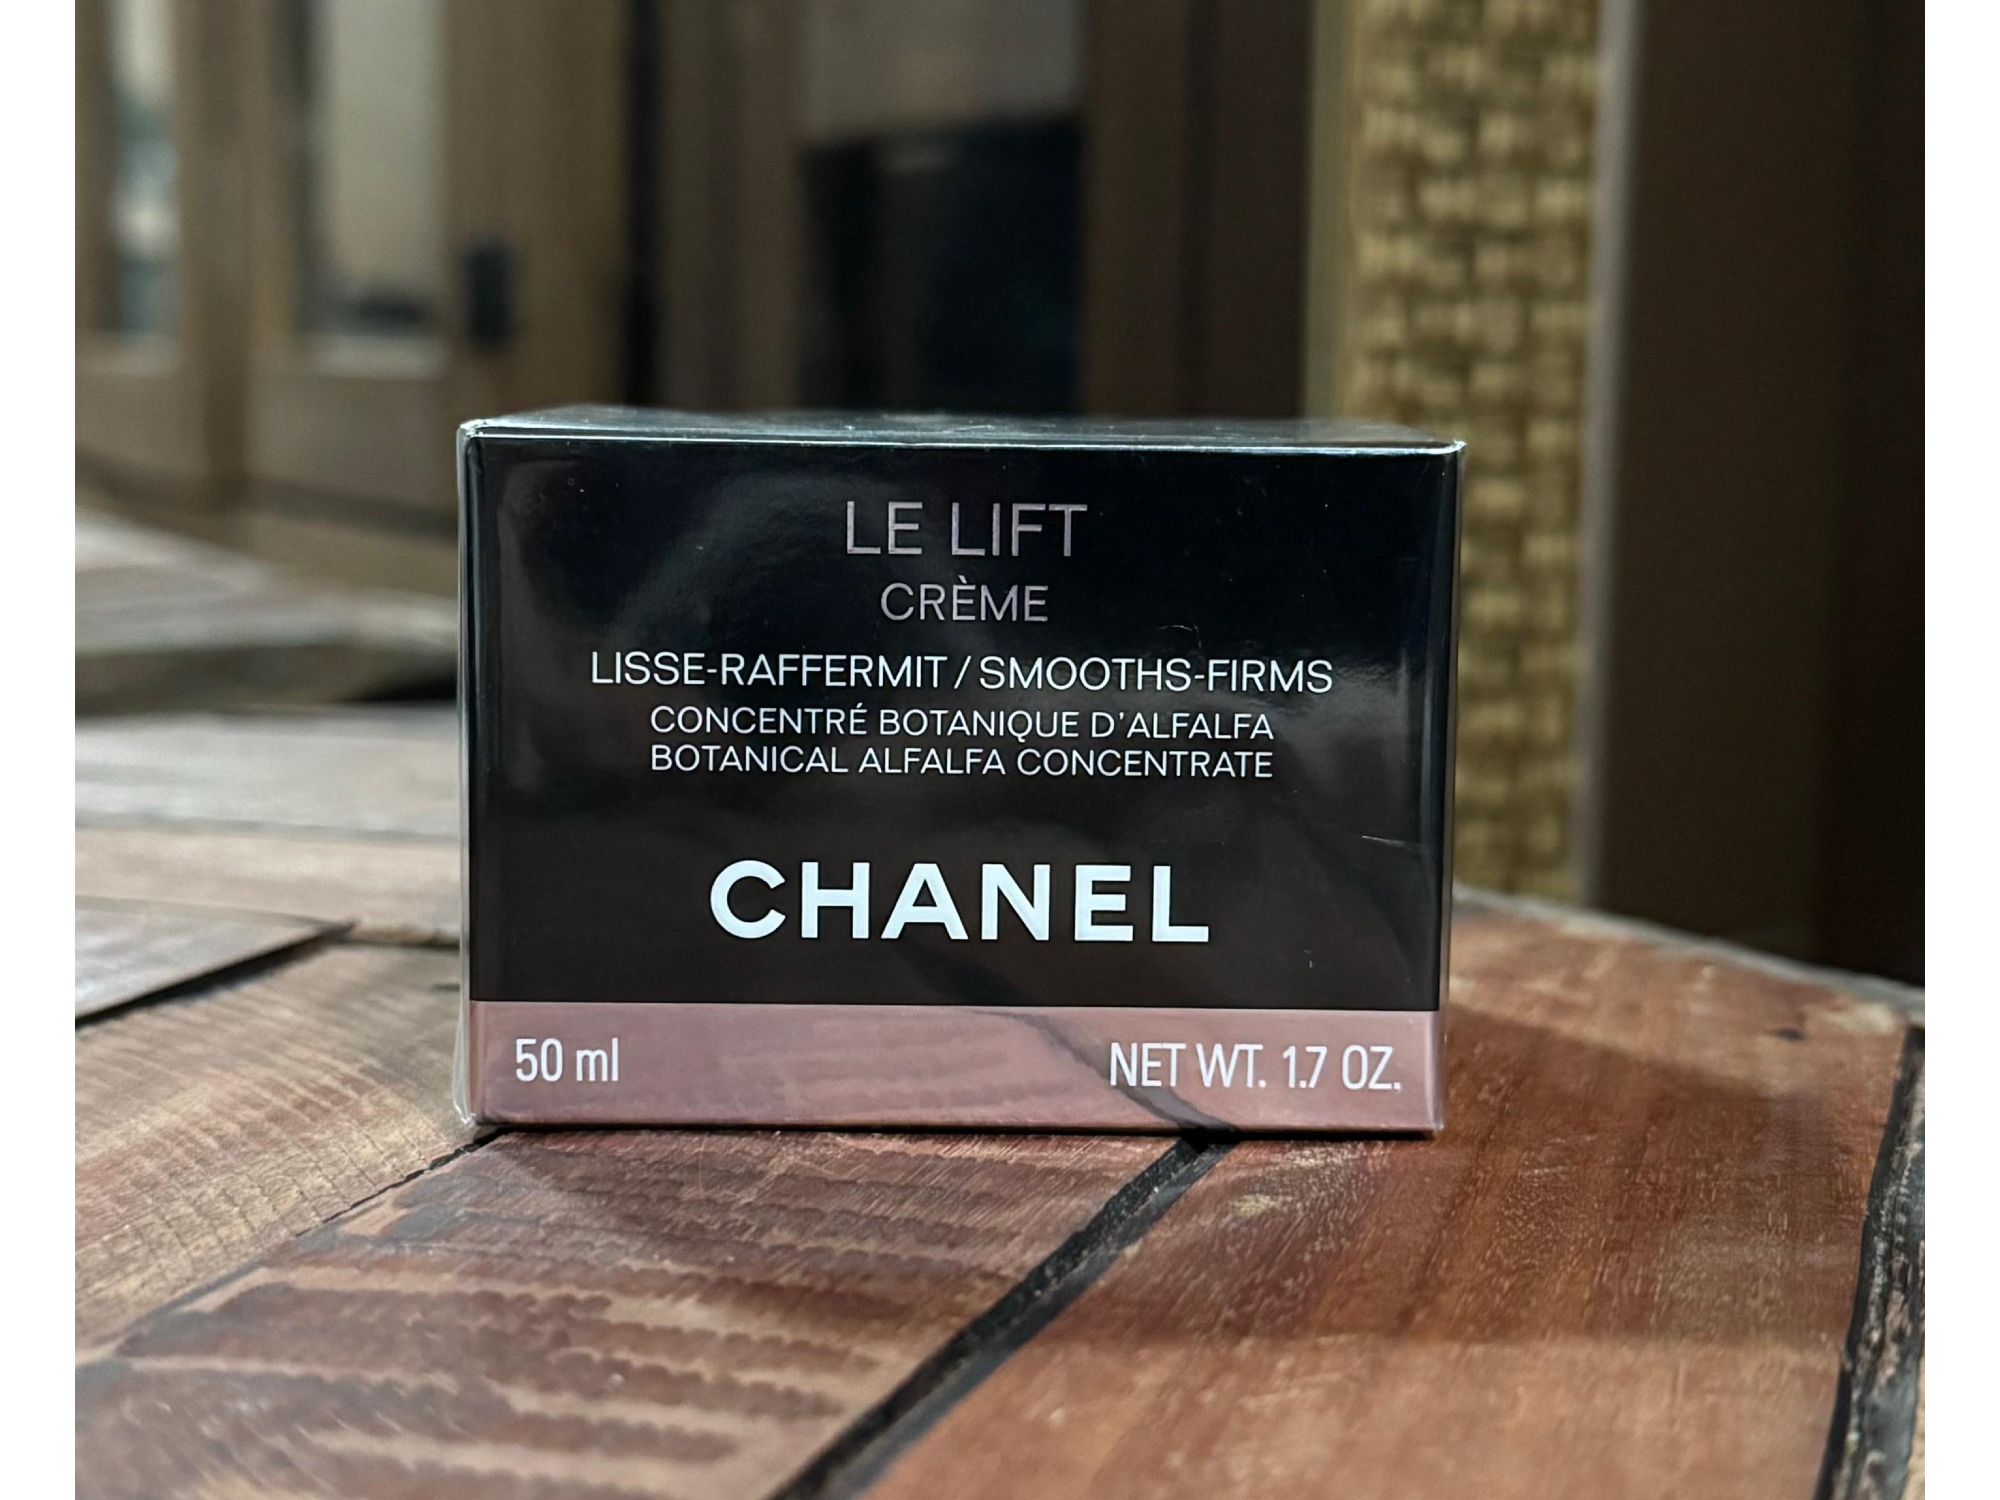 LE LIFT
CRÈME
LISSE-RAFFERMIT / SMOOTHS-FIRMS
CONCENTRÉ BOTANIQUE D'ALFALFA
BOTANICAL ALFALFA CONCENTRATE
CHANEL
50 ml NET WT. 1.7 OZ.